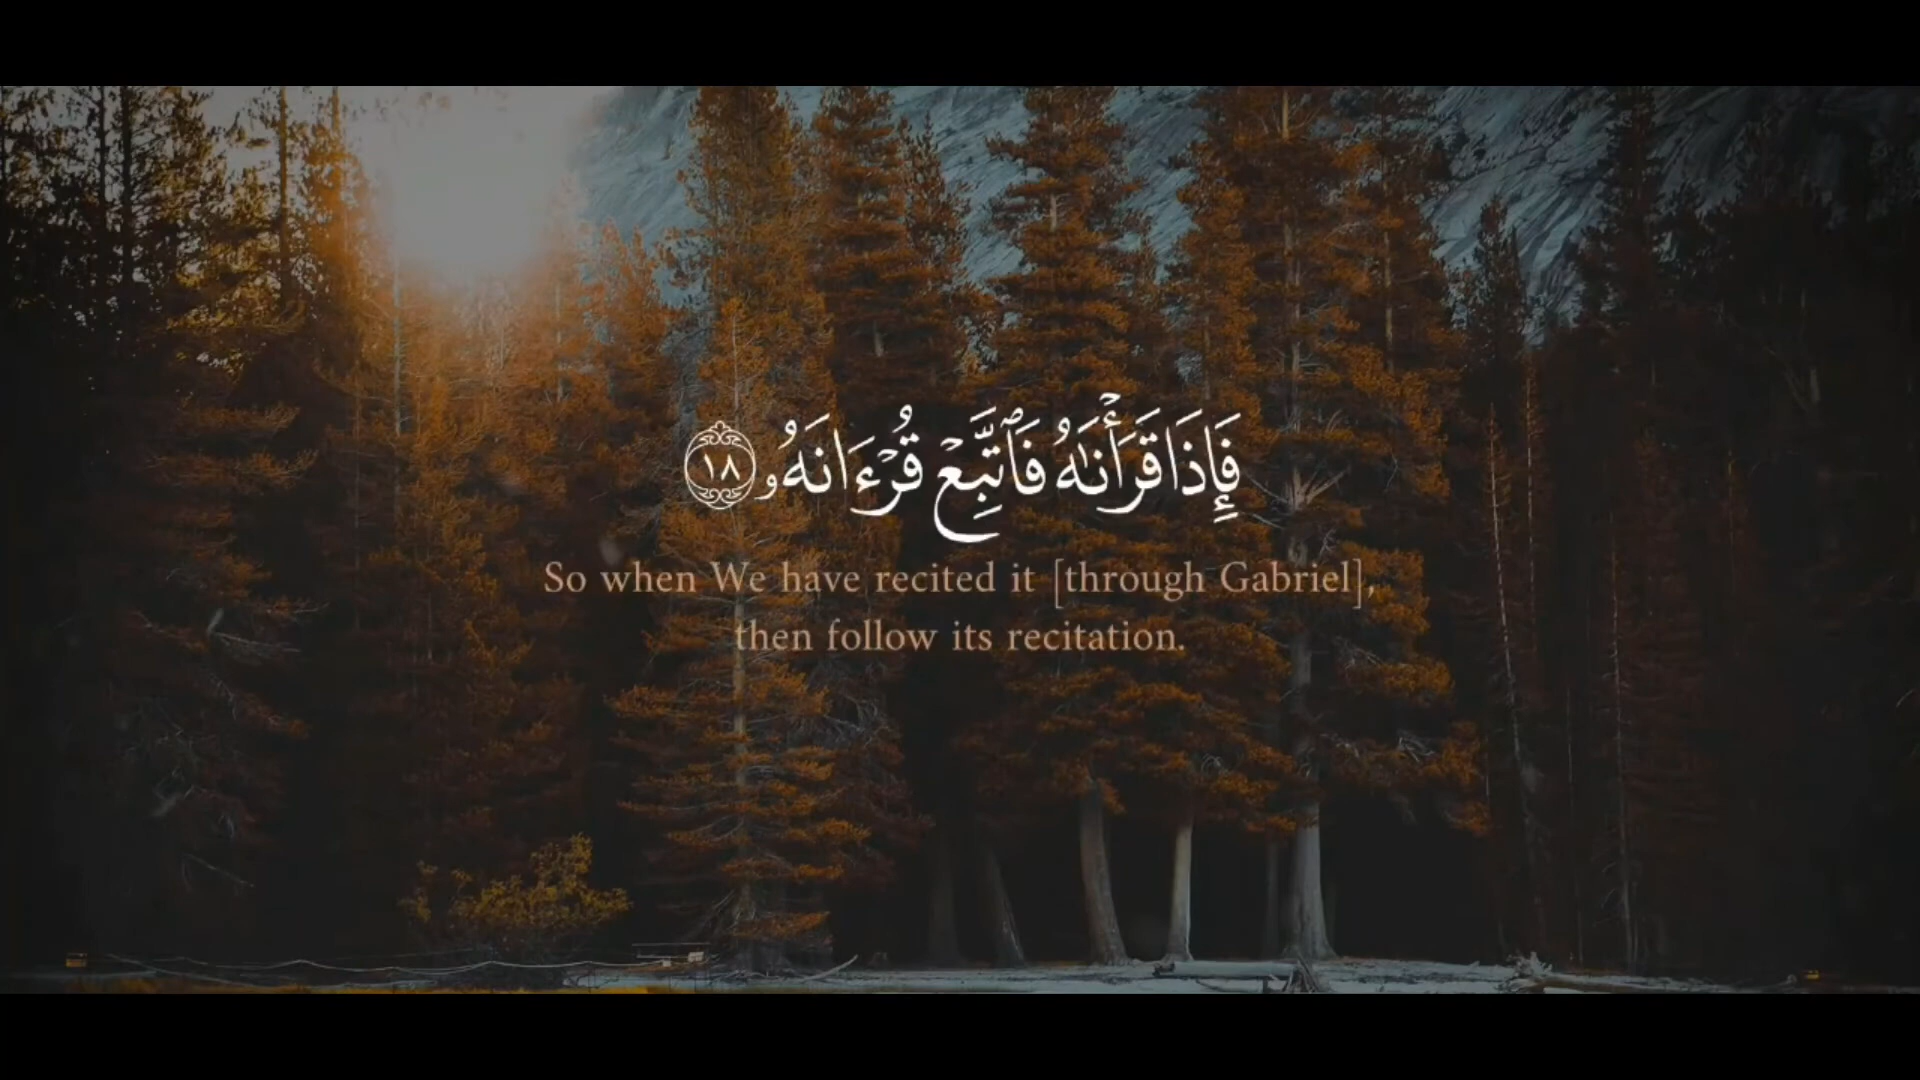 فَإِذَا قَرَأْنَـٰهُ فَٱتَّبِعْ قُرْءَانَهُۥ ١٨
So when We have recited it [through Gabriel],
then follow its recitation.